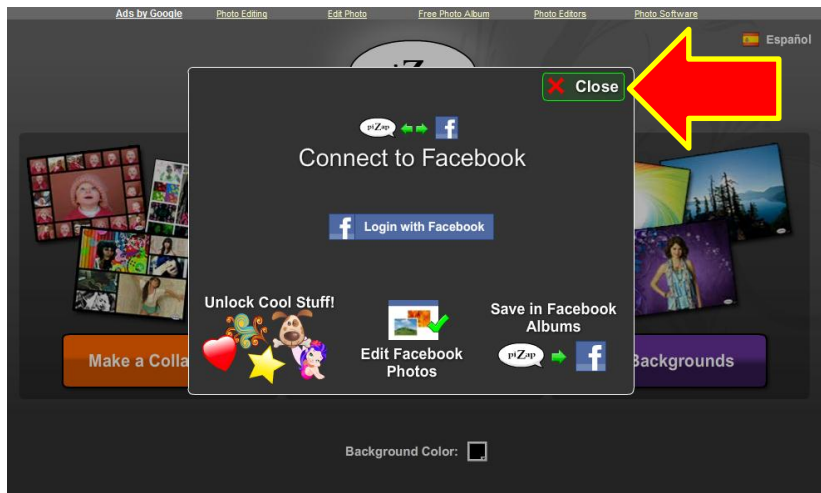 Ads by Google Photo Editing Edit Photo Free Photo Album Photo Editors Photo Software
Español
Close
piZap
Connect to Facebook
Login with Facebook
Unlock Cool Stuff!
Edit Facebook
Photos
Save in Facebook
Albums
piZap
Make a Colla
Backgrounds
Background Color: